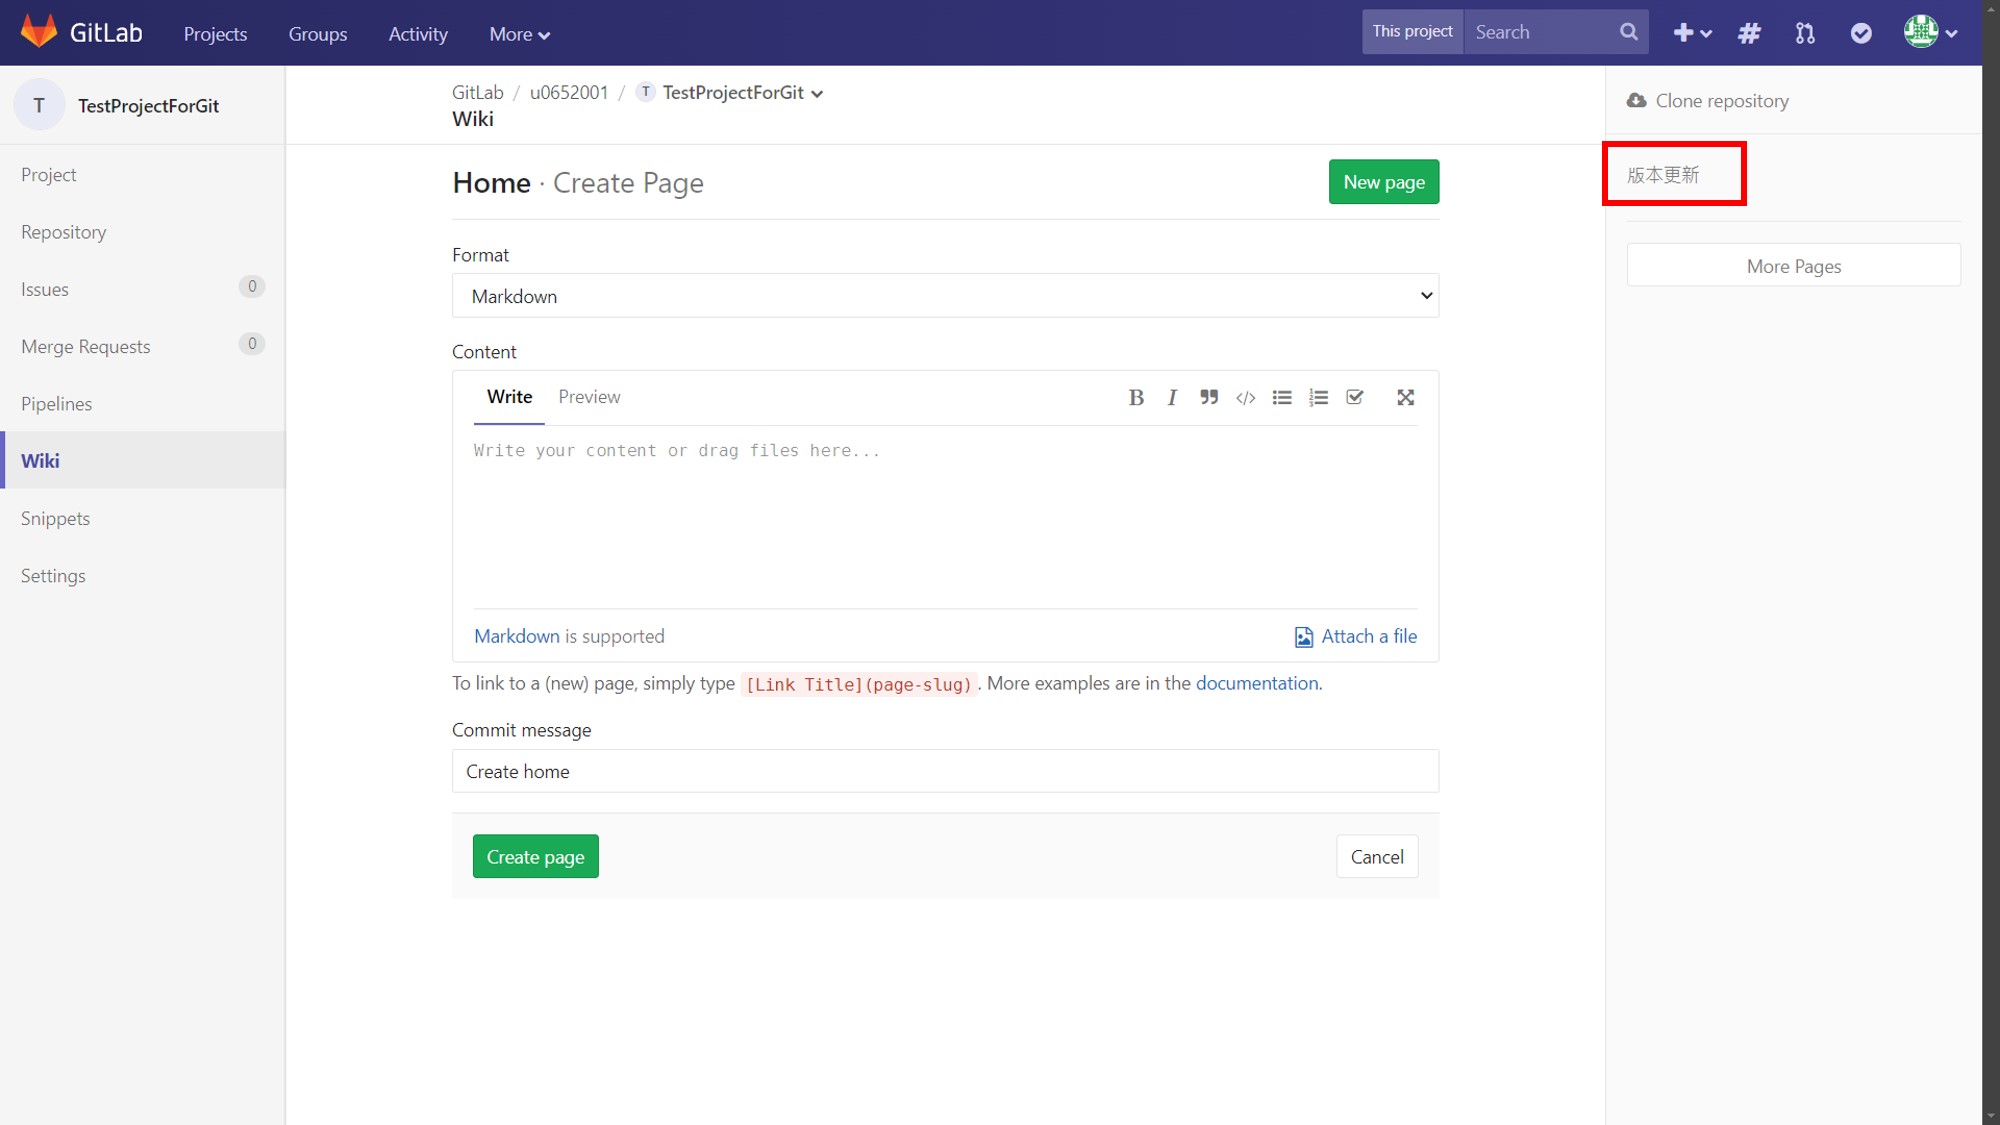 GitLab Projects Groups Activity More This project Search
T TestProjectForGit
Project
Repository
Issues 0
Merge Requests 0
Pipelines
Wiki
Snippets
Settings
GitLab / u0652001 / T TestProjectForGit
Wiki
Home · Create Page New page
Format
Markdown
Content
Write Preview B I
Write your content or drag files here...
Markdown is supported Attach a file
To link to a (new) page, simply type [Link Title](page-slug). More examples are in the documentation.
Commit message
Create home
Create page Cancel
Clone repository
版本更新
More Pages